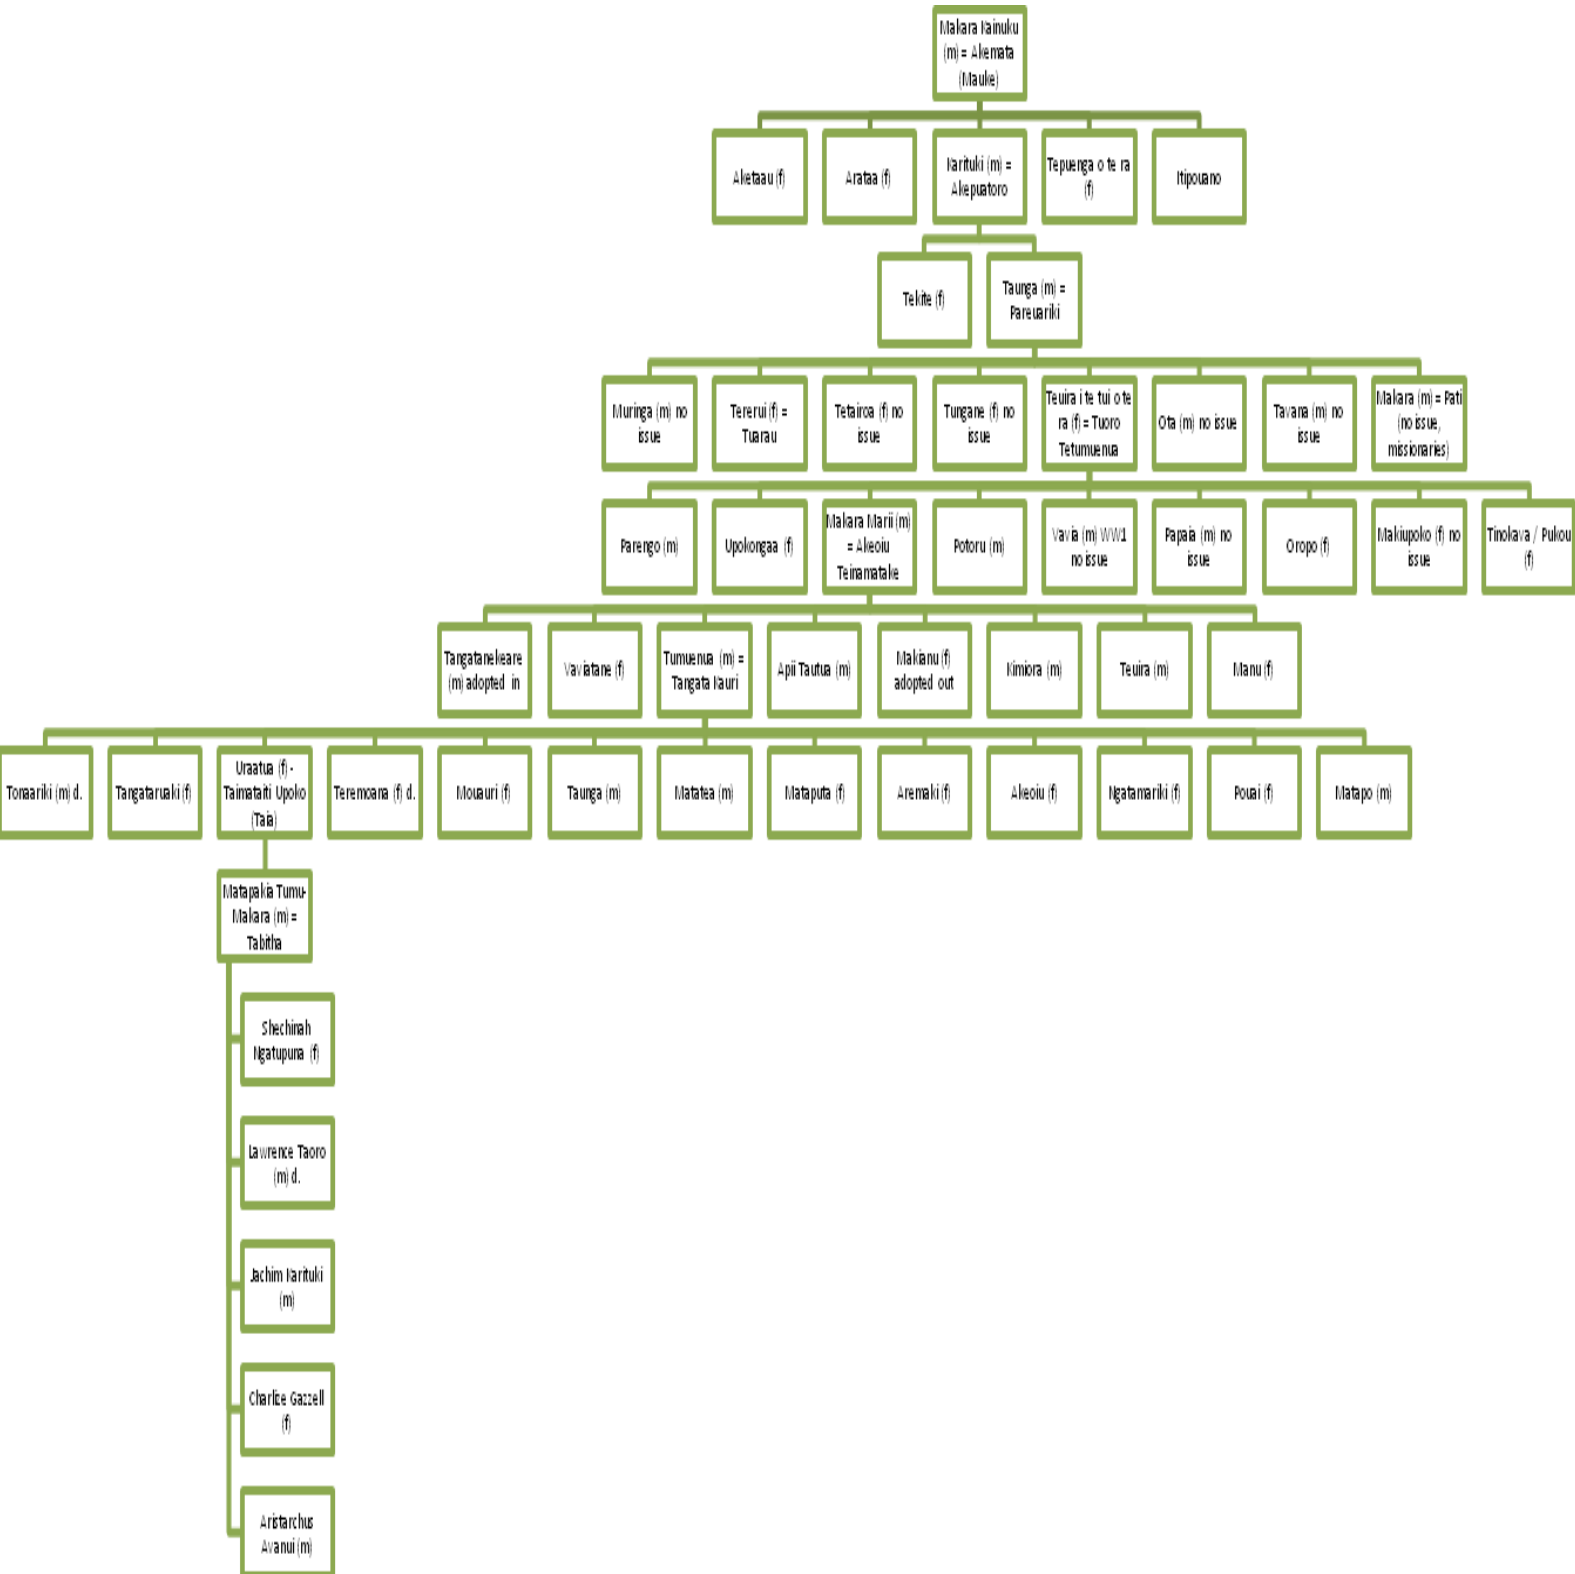 Makara Kainuku
(m) = Akemata
(Mauke)
Aketaau (f)
Arataa (f)
Karituki (m) =
Akepuatoro
Tepuenga o te ra
(f)
Itipouano
Tekite (f)
Taunga (m) =
Pareuariki
Muringa (m) no
issue
Tererui (f) =
Tuarau
Tetairoa (f) no
issue
Tungane (f) no
issue
Teuira i te tui o te
ra (f) = Tuoro
Tetumuenua
Ota (m) no issue
Tavana (m) no
issue
Makara (m) = Pati
(no issue,
missionaries)
Parengo (m)
Upokongaa (f)
Makara Marii (m)
= Akeoiu
Teinamatake
Potoru (m)
Vavia (m) WW1
no issue
Papaia (m) no
issue
Oropo (f)
Makiupoko (f) no
issue
Tinokava / Pukou
(f)
Tangatanekeare
(m) adopted in
Vaviatane (f)
Tumuenua (m) =
Tangata Kauri
Apii Tautua (m)
Makianu (f)
adopted out
Kimiora (m)
Teuira (m)
Manu (f)
Tonaariki (m) d.
Tangataruaki (f)
Uraatua (f) -
Taimataiti Upoko
(Taia)
Teremoana (f) d.
Mouauri (f)
Taunga (m)
Matatea (m)
Mataputa (f)
Aremaki (f)
Akeoiu (f)
Ngatamariki (f)
Pouai (f)
Matapo (m)
Matapakia Tumu-
Makara (m) =
Tabitha
Shechinah
Ngatupuna (f)
Lawrence Taoro
(m) d.
Jachim Karituki
(m)
Charlize Gazzell
(f)
Aristarchus
Avanui (m)